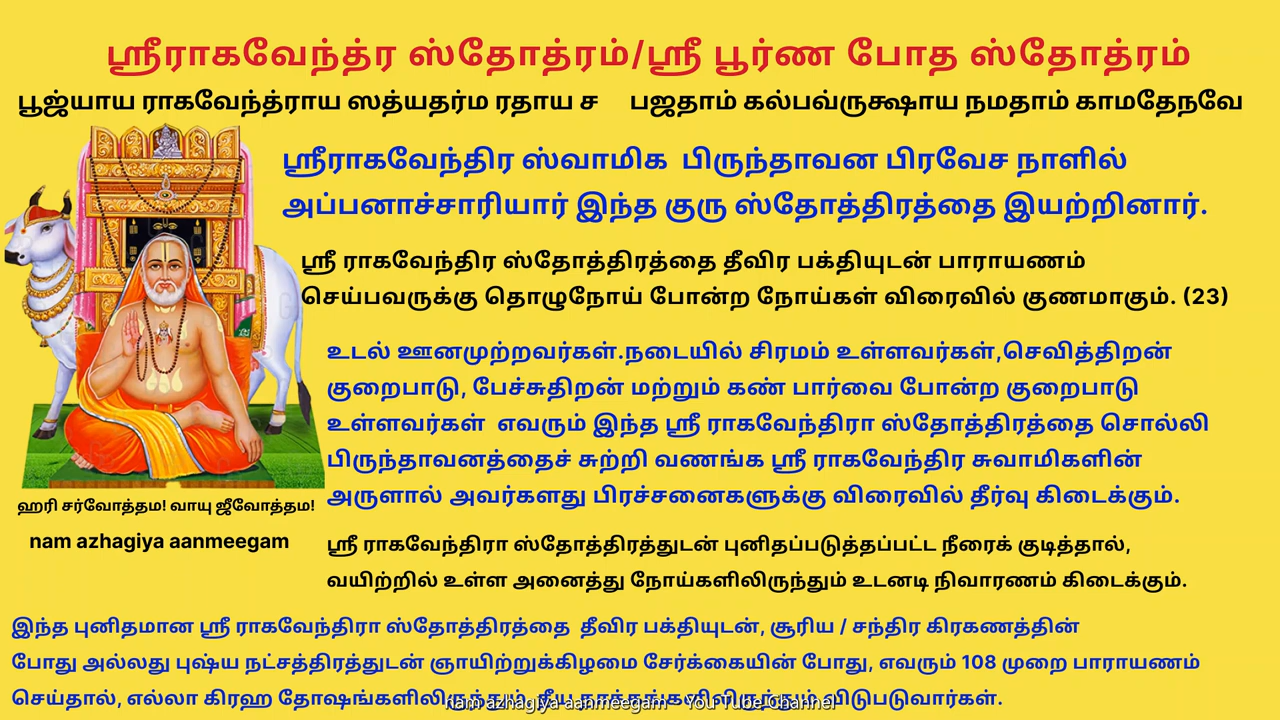 ஸ்ரீராகவேந்த்ர ஸ்தோத்ரம்/ஸ்ரீ பூர்ண போத ஸ்தோத்ரம்
பூஜ்யாய ராகவேந்த்ராய ஸத்யதர்ம ரதாய ச பஜதாம் கல்பவ்ருக்ஷாய நமதாம் காமதேநவே
ஸ்ரீராகவேந்திர ஸ்வாமிக பிருந்தாவன பிரவேச நாளில்
அப்பனாச்சாரியார் இந்த குரு ஸ்தோத்திரத்தை இயற்றினார்.
ஸ்ரீ ராகவேந்திர ஸ்தோத்திரத்தை தீவிர பக்தியுடன் பாராயணம்
செய்பவருக்கு தொழுநோய் போன்ற நோய்கள் விரைவில் குணமாகும். (23)
உடல் ஊனமுற்றவர்கள்.நடையில் சிரமம் உள்ளவர்கள்,செவித்திறன்
குறைபாடு, பேச்சுதிறன் மற்றும் கண் பார்வை போன்ற குறைபாடு
உள்ளவர்கள் எவரும் இந்த ஸ்ரீ ராகவேந்திரா ஸ்தோத்திரத்தை சொல்லி
பிருந்தாவனத்தைச் சுற்றி வணங்க ஸ்ரீ ராகவேந்திர சுவாமிகளின்
அருளால் அவர்களது பிரச்சனைகளுக்கு விரைவில் தீர்வு கிடைக்கும்.
ஹரி சர்வோத்தம! வாயு ஜீவோத்தம!
nam azhagiya aanmeegam
ஸ்ரீ ராகவேந்திரா ஸ்தோத்திரத்துடன் புனிதப்படுத்தப்பட்ட நீரைக் குடித்தால்,
வயிற்றில் உள்ள அனைத்து நோய்களிலிருந்தும் உடனடி நிவாரணம் கிடைக்கும்.
இந்த புனிதமான ஸ்ரீ ராகவேந்திரா ஸ்தோத்திரத்தை தீவிர பக்தியுடன், சூரிய / சந்திர கிரகணத்தின்
போது அல்லது புஷ்ய நட்சத்திரத்துடன் ஞாயிற்றுக்கிழமை சேர்க்கையின் போது, எவரும் 108 முறை பாராயணம்
செய்தால், எல்லா கிரஹ தோஷங்களிலிருந்தும் விடுபடுவார்கள்.
nam azhagiya aanmeegam - You Tube Channel